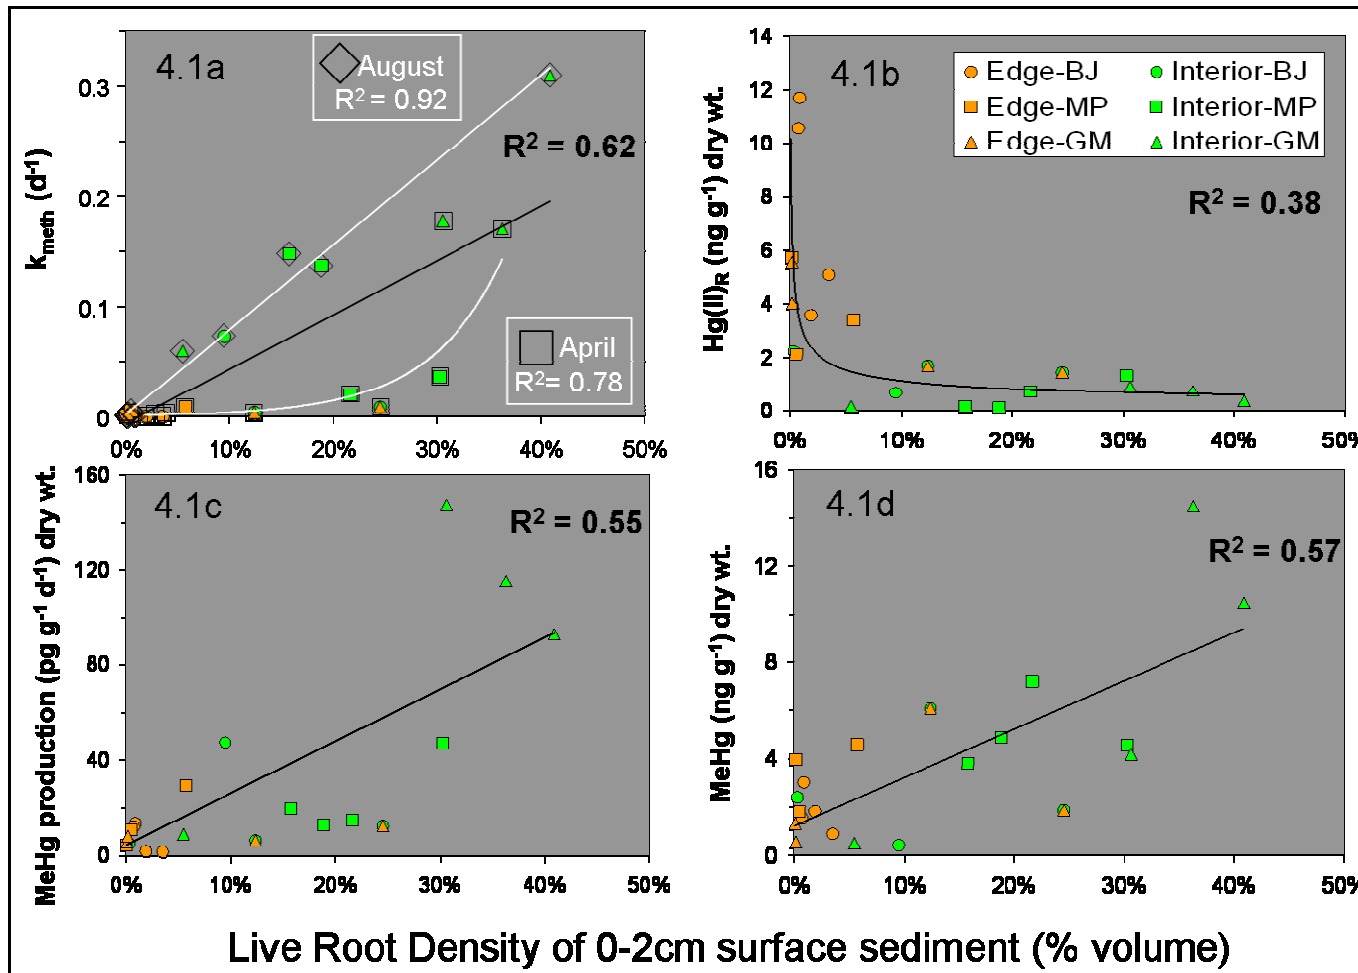 4.1a
August
R² = 0.92
R² = 0.62
April
R²= 0.78
k_meth (d⁻¹)
0.3
0.2
0.1
0
0% 10% 20% 30% 40% 50%
4.1b
Edge-BJ Interior-BJ
Edge-MP Interior-MP
Edge-GM Interior-GM
R² = 0.38
Hg(II)_R (ng g⁻¹) dry wt.
14
12
10
8
6
4
2
0
0% 10% 20% 30% 40% 50%
4.1c
R² = 0.55
MeHg production (pg g⁻¹ d⁻¹) dry wt.
160
120
80
40
0
0% 10% 20% 30% 40% 50%
4.1d
R² = 0.57
MeHg (ng g⁻¹) dry wt.
16
12
8
4
0
0% 10% 20% 30% 40% 50%
Live Root Density of 0-2cm surface sediment (% volume)